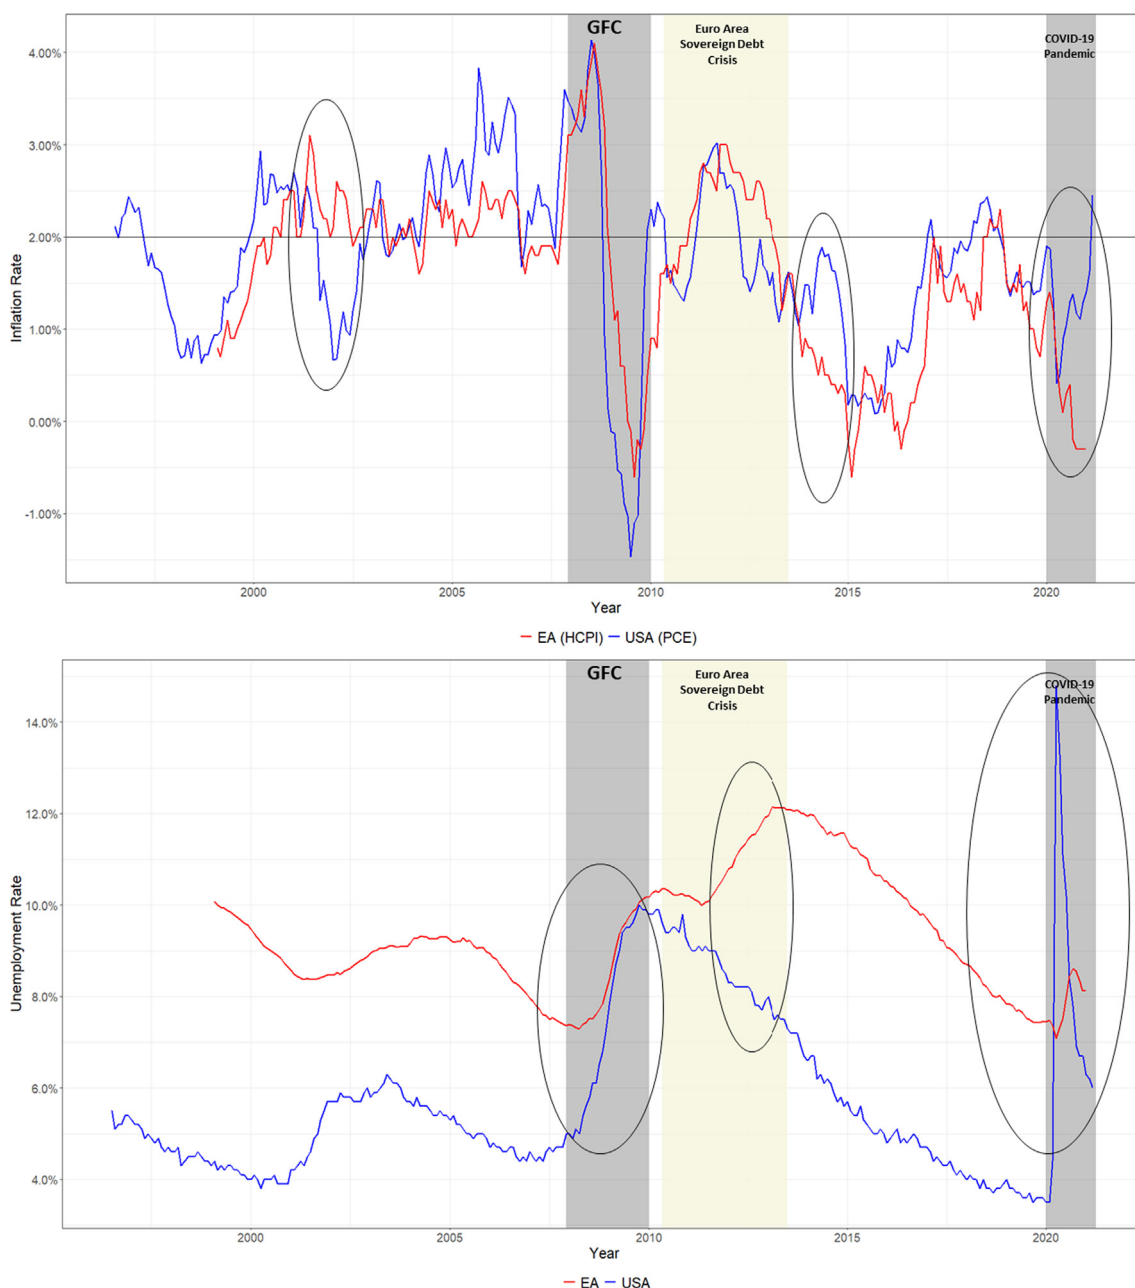 GFC
Euro Area
Sovereign Debt
Crisis
COVID-19
Pandemic
4.00%
3.00%
2.00%
1.00%
0.00%
-1.00%
Inflation Rate
2000 2005 2010 2015 2020
Year
EA (HCPI) USA (PCE)
GFC
Euro Area
Sovereign Debt
Crisis
COVID-19
Pandemic
14.0%
12.0%
10.0%
8.0%
6.0%
4.0%
Unemployment Rate
2000 2005 2010 2015 2020
Year
EA USA